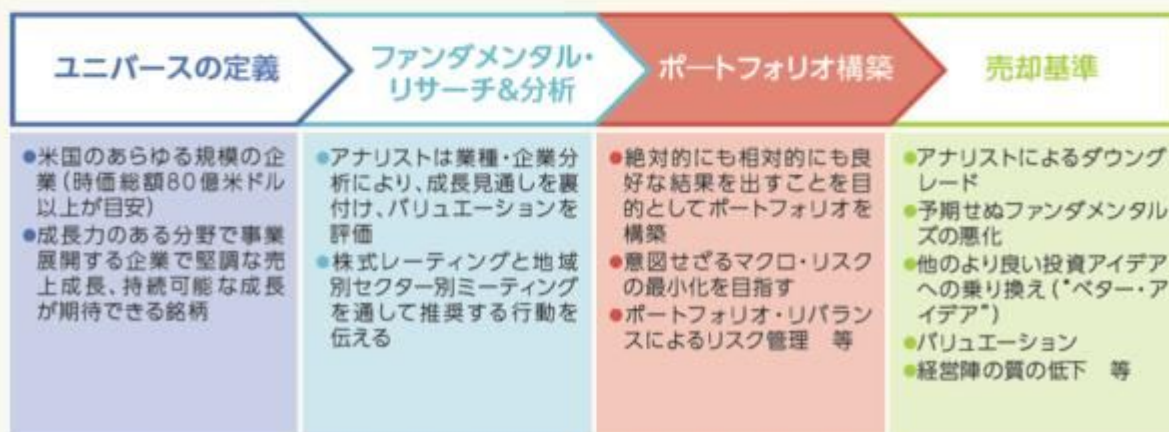 ユニバースの定義
ファンダメンタル・
リサーチ&分析
ポートフォリオ構築
売却基準
●米国のあらゆる規模の企
業(時価総額80億米ドル
以上が目安)
●成長力のある分野で事業
展開する企業で堅調な売
上成長、持続可能な成長
が期待できる銘柄
●アナリストは業種・企業分
析により、成長見通しを裏
付け、バリュエーションを
評価
●株式レーティングと地域
別セクター別ミーティング
を通して推奨する行動を
伝える
●絶対的にも相対的にも良
好な結果を出すことを目
的としてポートフォリオを
構築
●意図せざるマクロ・リスク
の最小化を目指す
●ポートフォリオ・リバラン
スによるリスク管理 等
●アナリストによるダウング
レード
●予期せぬファンダメンタル
ズの悪化
●他のより良い投資アイデア
への乗り換え("ベター・ア
イデア")
●バリュエーション
●経営陣の質の低下 等